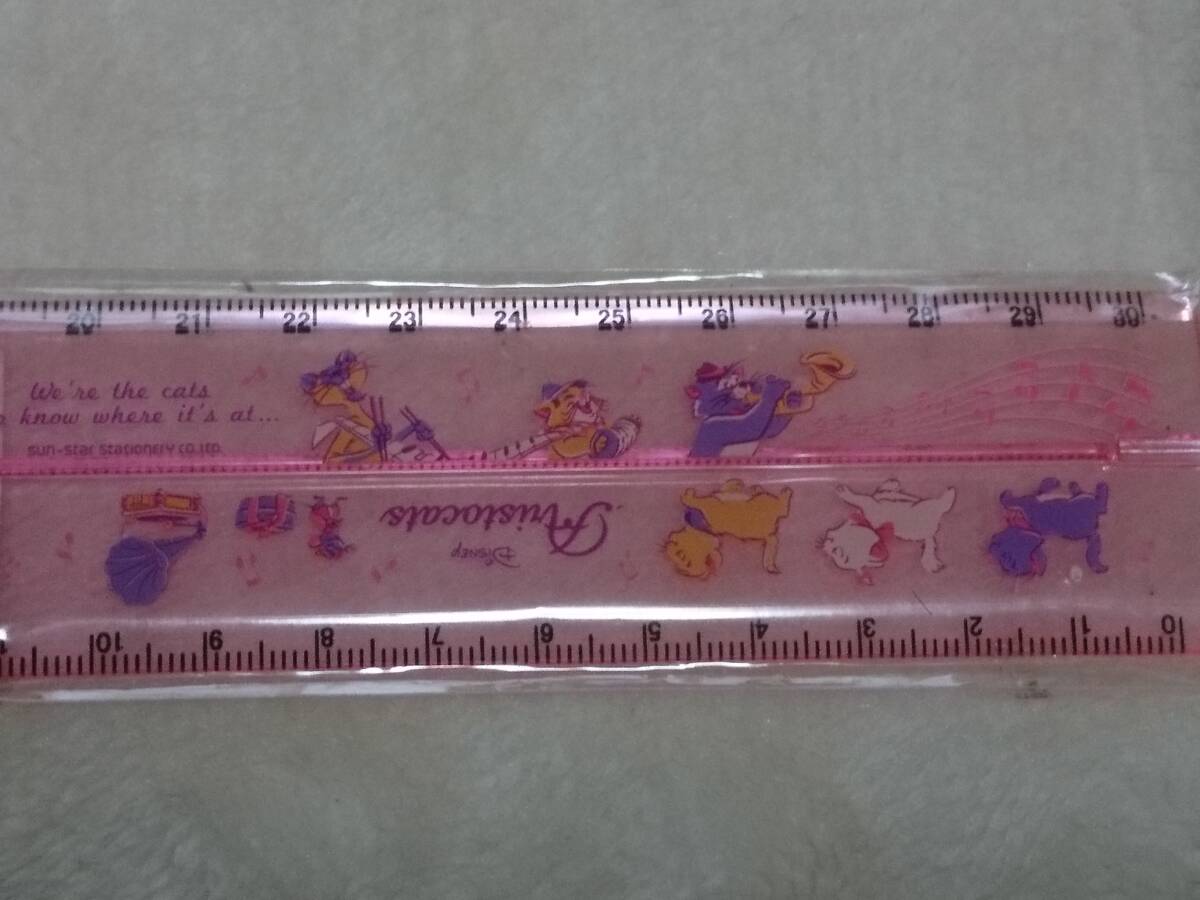 20 21 22 23 24 25 26 27 28 29 30
We're the cats
know where it's at...
sun-star stationery co.,ltd.
Disney
Aristocats
0 1 2 3 4 5 6 7 8 9 10